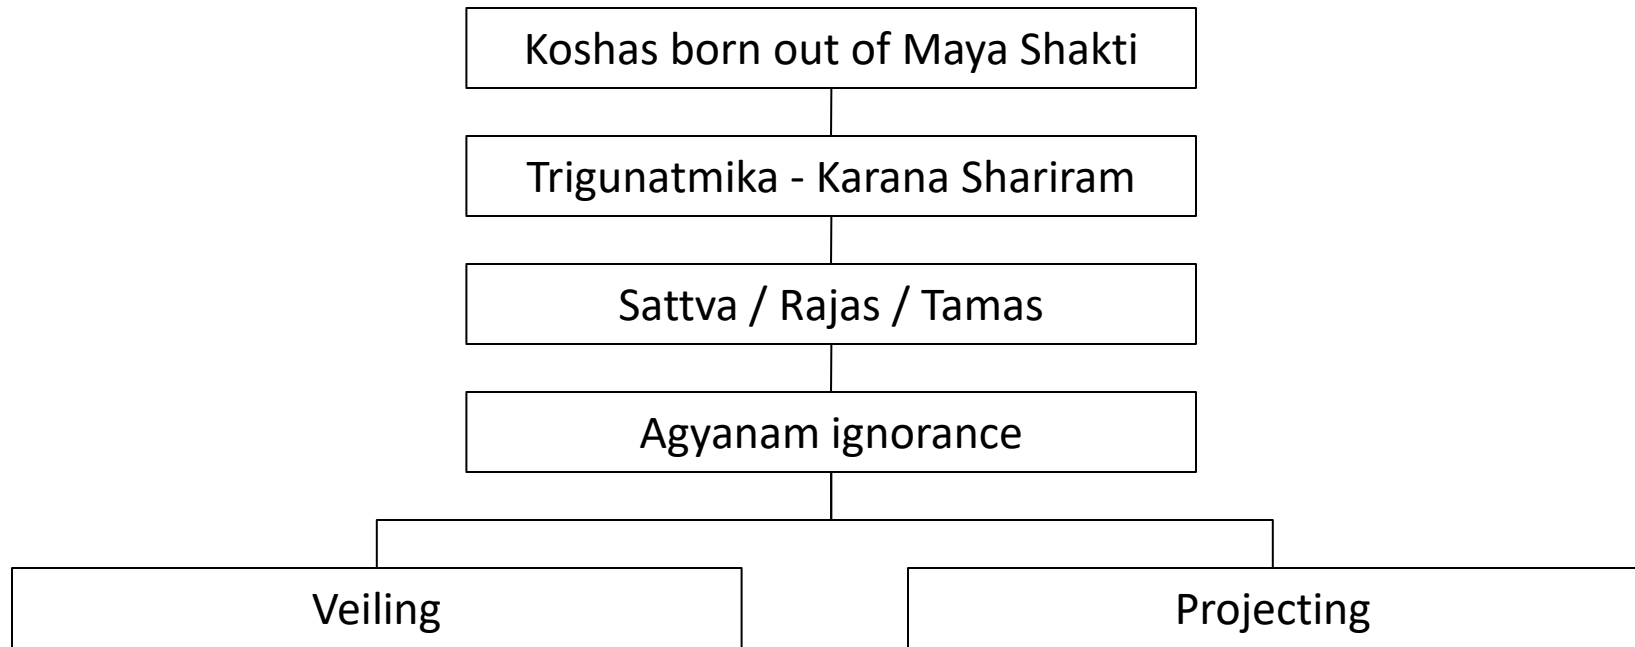 Koshas born out of Maya Shakti
Trigunatmika - Karana Shariram
Sattva / Rajas / Tamas
Agyanam ignorance
Veiling
Projecting